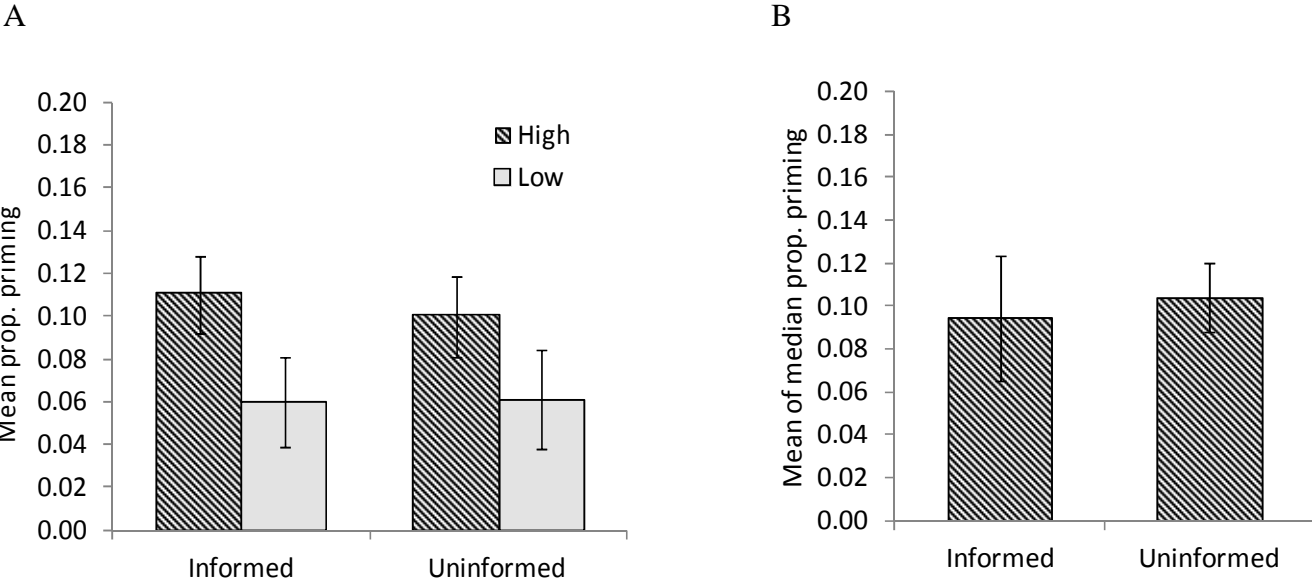 A
Mean prop. priming
0.20
0.18
0.16
0.14
0.12
0.10
0.08
0.06
0.04
0.02
0.00
High
Low
Informed
Uninformed
B
Mean of median prop. priming
0.20
0.18
0.16
0.14
0.12
0.10
0.08
0.06
0.04
0.02
0.00
Informed
Uninformed